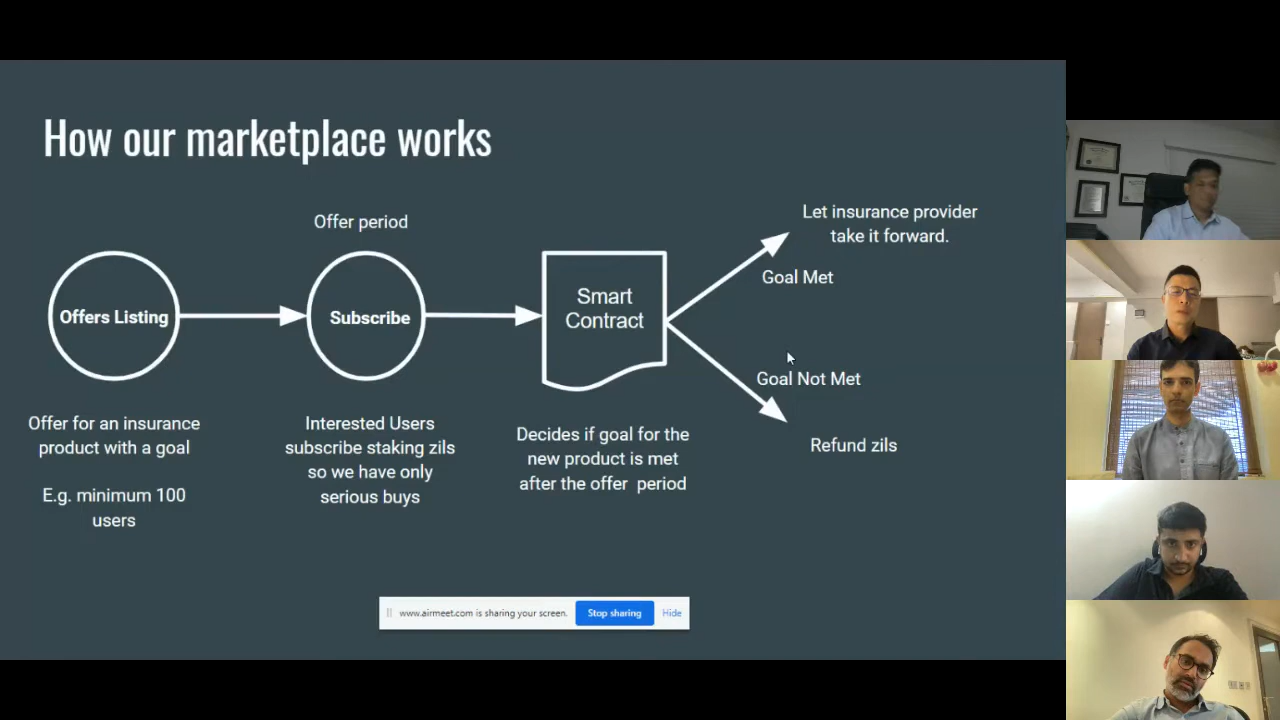 How our marketplace works
Offer period
Offers Listing
Subscribe
Smart
Contract
Let insurance provider
take it forward.
Goal Met
Goal Not Met
Refund zils
Offer for an insurance
product with a goal
E.g. minimum 100
users
Interested Users
subscribe staking zils
so we have only
serious buys
Decides if goal for the
new product is met
after the offer period
www.airmeet.com is sharing your screen.
Stop sharing
Hide